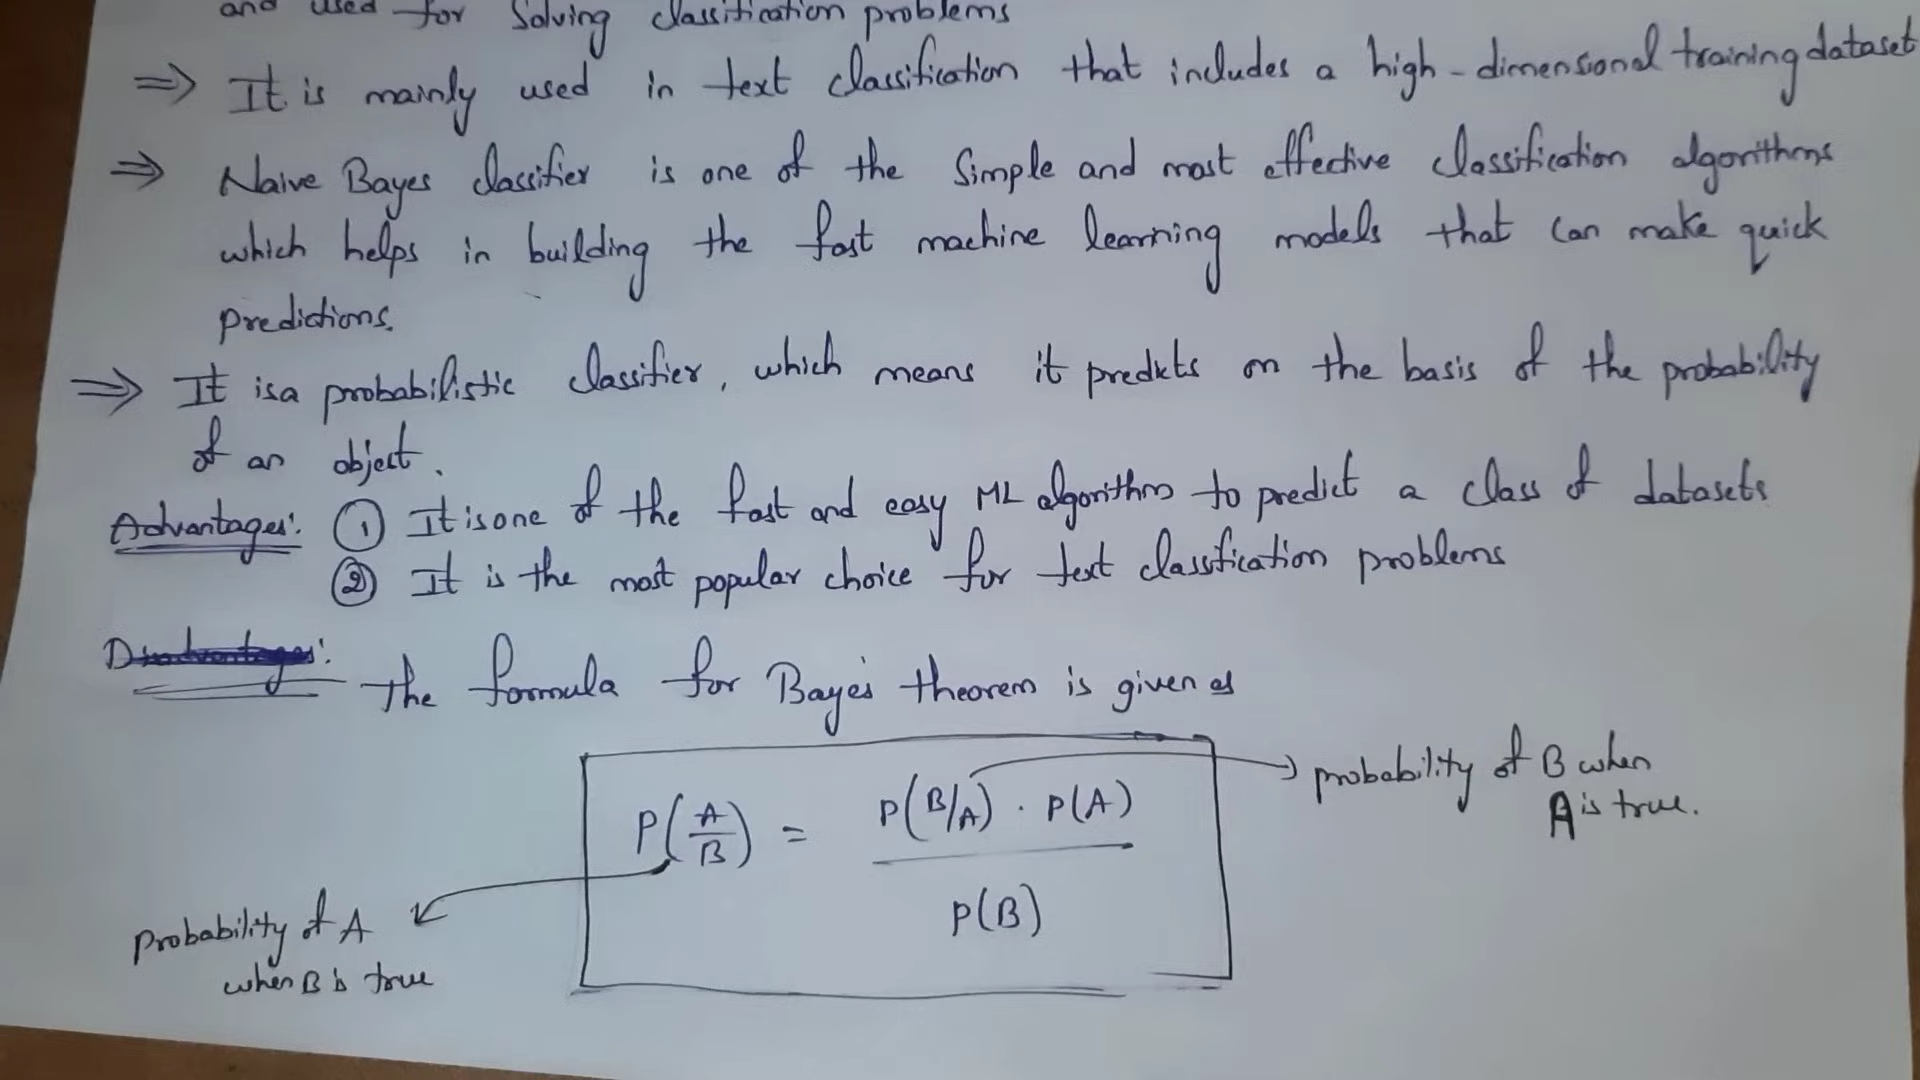 and used for solving classification problems
⇒ It is mainly used in text classification that includes a high-dimensional training dataset
⇒ Naive Bayes classifier is one of the simple and most effective classification algorithms
which helps in building the fast machine learning models that can make quick
predictions.
⇒ It is a probabilistic classifier, which means it predicts on the basis of the probability
of an object.
Advantages: ① It is one of the fast and easy ML algorithms to predict a class of datasets
② It is the most popular choice for text classification problems
Disadvantages:
The formula for Baye's theorem is given as
P(A/B) = P(B/A) . P(A) / P(B)
probability of B when
A is true.
probability of A
when B is true